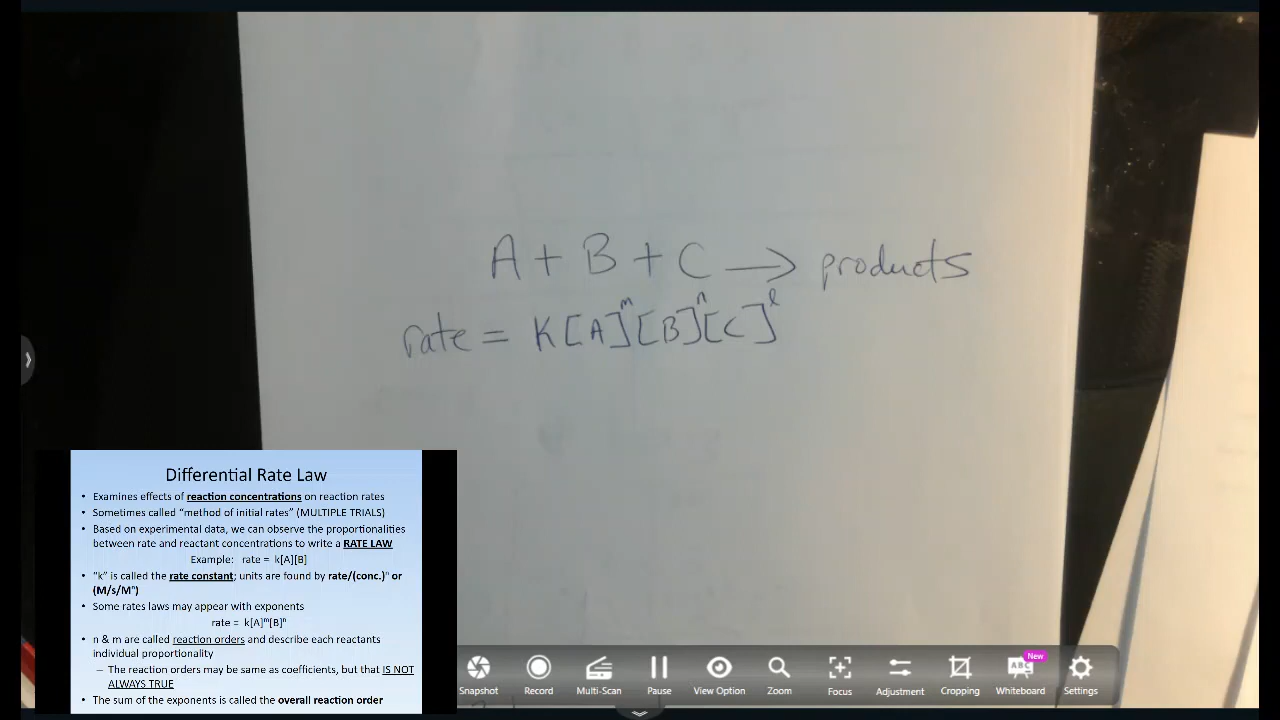 A + B + C → products
rate = K[A]ᵐ[B]ⁿ[C]ˡ
Differential Rate Law
• Examines effects of reaction concentrations on reaction rates
• Sometimes called “method of initial rates” (MULTIPLE TRIALS)
• Based on experimental data, we can observe the proportionalities
between rate and reactant concentrations to write a RATE LAW
Example: rate = k[A][B]
• “k” is called the rate constant; units are found by rate/(conc.)ⁿ or
(M/s/Mⁿ)
• Some rates laws may appear with exponents
rate = k[A]ᵐ[B]ⁿ
• n & m are called reaction orders and describe each reactants
individual proportionality
– The reaction orders may be same as coefficients, but that IS NOT
ALWAYS TRUE
• The sum of the exponents is called the overall reaction order
New
Snapshot Record Multi-Scan Pause View Option Zoom Focus Adjustment Cropping Whiteboard Settings